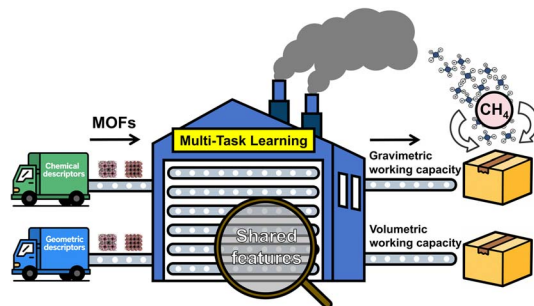 MOFs
Multi-Task Learning
CH4
Chemical
descriptors
Gravimetric
working capacity
Geometric
descriptors
Shared
features
Volumetric
working capacity